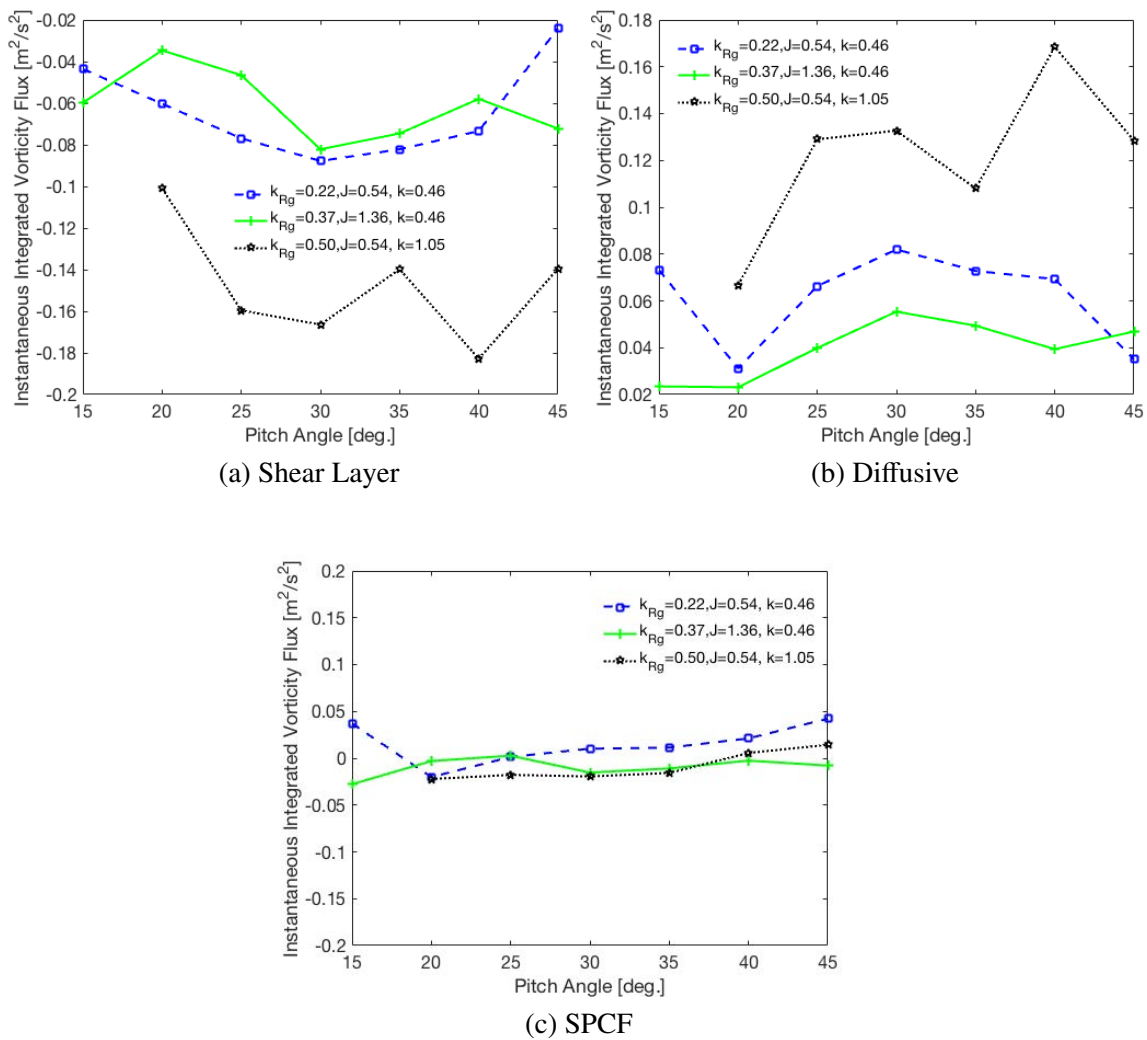 -0.02
-0.04
-0.06
-0.08
-0.1
-0.12
-0.14
-0.16
-0.18
-0.2
Instantaneous Integrated Vorticity Flux [m²/s²]
k_Rg=0.22,J=0.54, k=0.46
k_Rg=0.37,J=1.36, k=0.46
k_Rg=0.50,J=0.54, k=1.05
15 20 25 30 35 40 45
Pitch Angle [deg.]
(a) Shear Layer
0.18
0.16
0.14
0.12
0.1
0.08
0.06
0.04
0.02
Instantaneous Integrated Vorticity Flux [m²/s²]
k_Rg=0.22,J=0.54, k=0.46
k_Rg=0.37,J=1.36, k=0.46
k_Rg=0.50,J=0.54, k=1.05
15 20 25 30 35 40 45
Pitch Angle [deg.]
(b) Diffusive
0.2
0.15
0.1
0.05
0
-0.05
-0.1
-0.15
-0.2
Instantaneous Integrated Vorticity Flux [m²/s²]
k_Rg=0.22,J=0.54, k=0.46
k_Rg=0.37,J=1.36, k=0.46
k_Rg=0.50,J=0.54, k=1.05
15 20 25 30 35 40 45
Pitch Angle [deg.]
(c) SPCF